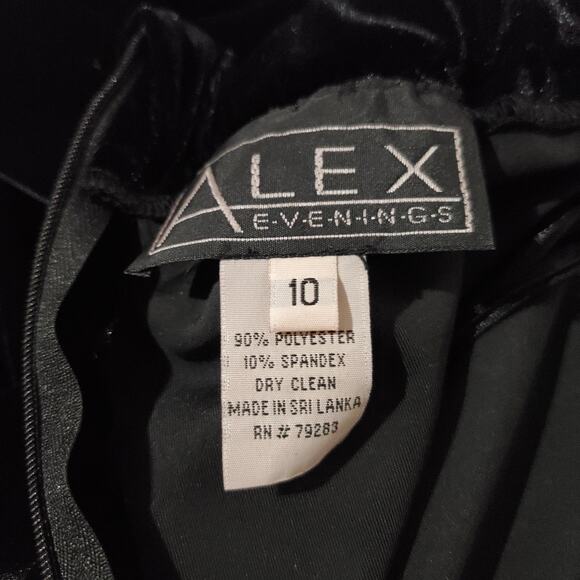 ALEX
E·V·E·N·I·N·G·S
10
90% POLYESTER
10% SPANDEX
DRY CLEAN
MADE IN SRI LANKA
RN # 79283